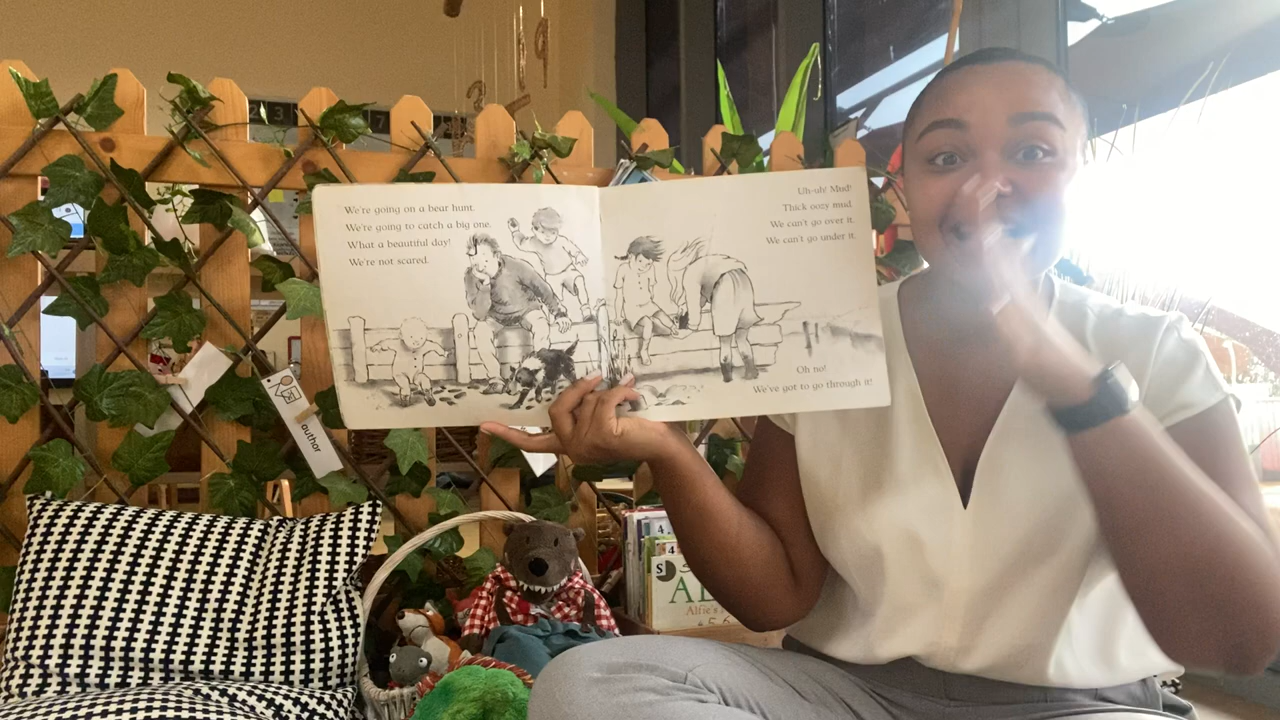 We're going on a bear hunt.
We're going to catch a big one.
What a beautiful day!
We're not scared.
Uh-uh! Mud!
Thick oozy mud.
We can't go over it.
We can't go under it.
Oh no!
We've got to go through it!
author
Alfie's